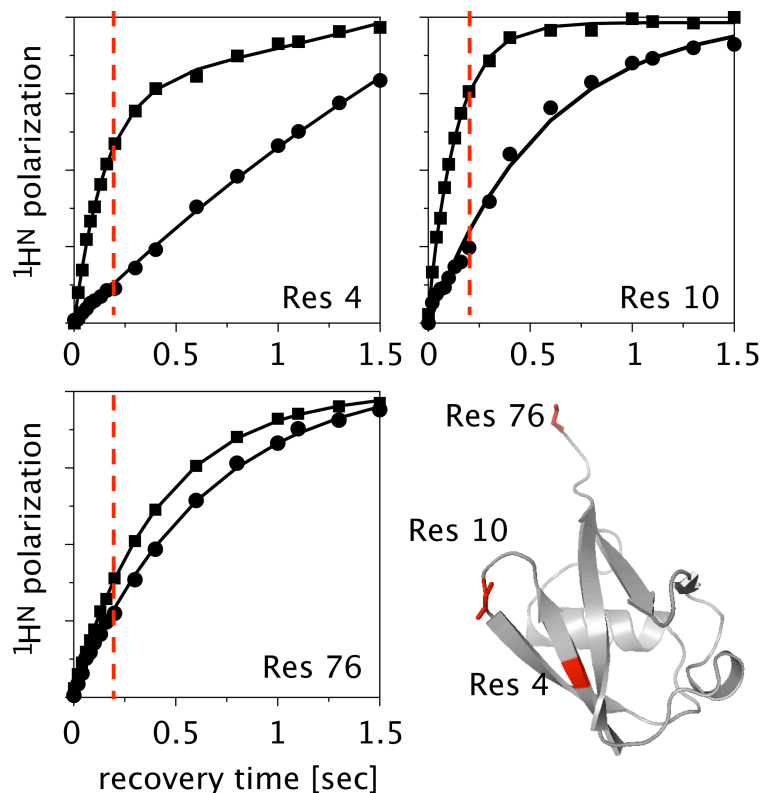 ¹HN polarization
Res 4
0 0.5 1 1.5
Res 10
0 0.5 1 1.5
¹HN polarization
Res 76
0 0.5 1 1.5
recovery time [sec]
Res 76
Res 10
Res 4